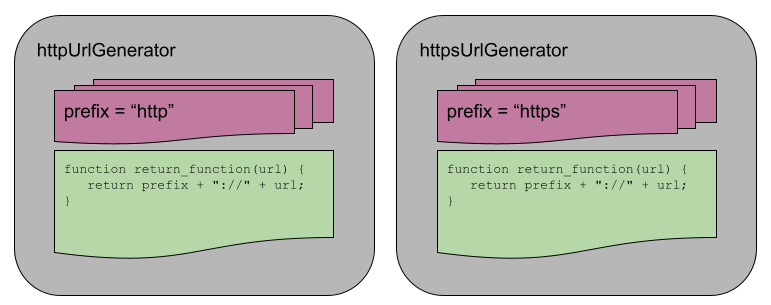 httpUrlGenerator
prefix = “http”
function return_function(url) {
return prefix + "://" + url;
}
httpsUrlGenerator
prefix = “https”
function return_function(url) {
return prefix + "://" + url;
}